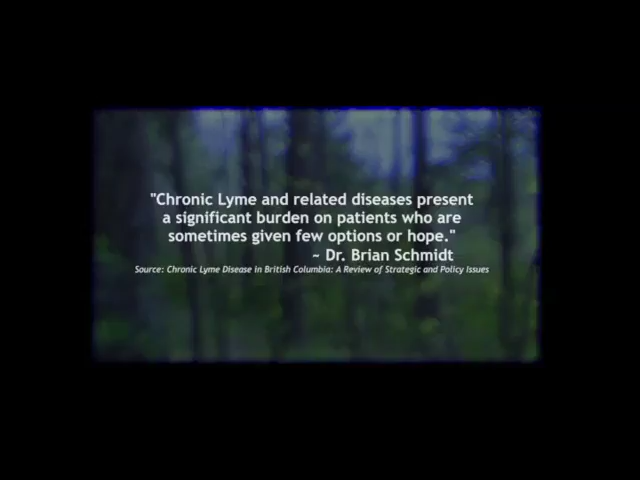 "Chronic Lyme and related diseases present
a significant burden on patients who are
sometimes given few options or hope."
~ Dr. Brian Schmidt
Source: Chronic Lyme Disease in British Columbia: A Review of Strategic and Policy Issues